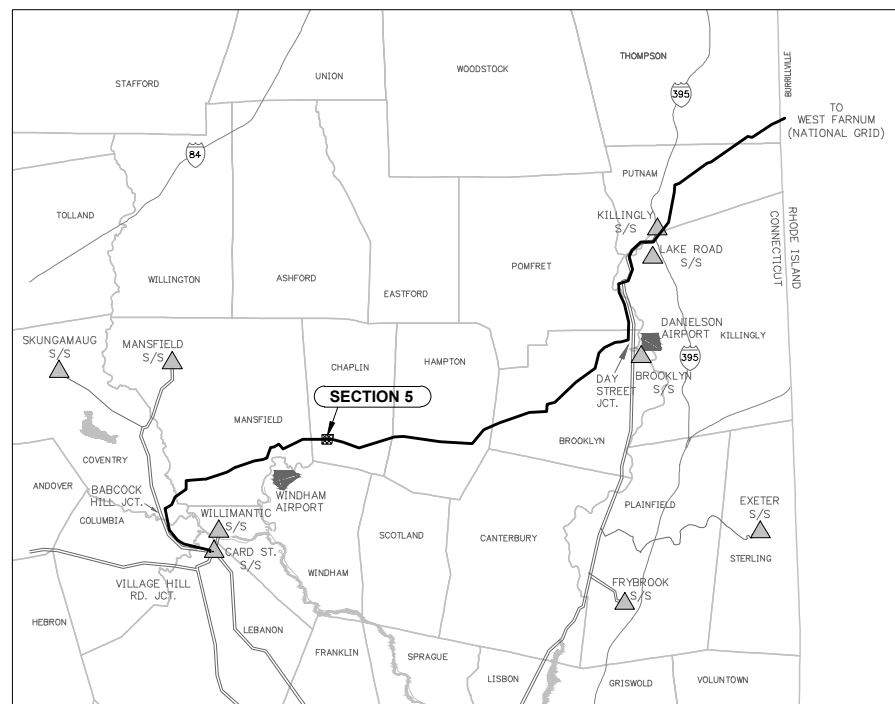 THOMPSON
WOODSTOCK
UNION
STAFFORD
BURRILLVILLE
395
TO
WEST FARNUM
(NATIONAL GRID)
84
PUTNAM
TOLLAND
KILLINGLY
S/S
RHODE ISLAND
CONNECTICUT
LAKE ROAD
S/S
POMFRET
WILLINGTON
ASHFORD
EASTFORD
DANIELSON
AIRPORT
KILLINGLY
SKUNGAMAUG
S/S
MANSFIELD
S/S
395
CHAPLIN
HAMPTON
BROOKLYN
S/S
DAY
STREET
JCT.
SECTION 5
MANSFIELD
BROOKLYN
COVENTRY
ANDOVER
BABCOCK
HILL JCT.
COLUMBIA
WINDHAM
AIRPORT
PLAINFIELD
EXETER
S/S
WILLIMANTIC
S/S
SCOTLAND
CANTERBURY
CARD ST.
S/S
STERLING
WINDHAM
VILLAGE HILL
RD. JCT.
FRYBROOK
S/S
HEBRON
LEBANON
FRANKLIN
SPRAGUE
LISBON
GRISWOLD
VOLUNTOWN